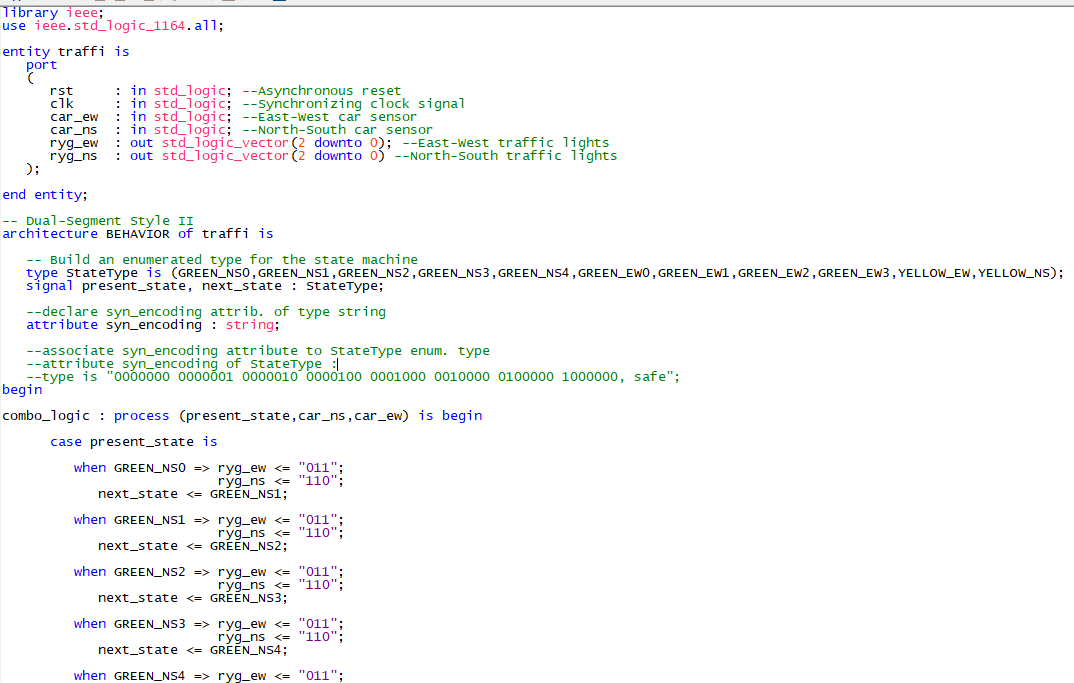 library ieee;
use ieee.std_logic_1164.all;

entity traffi is
   port
   (
      rst     : in std_logic; --Asynchronous reset
      clk     : in std_logic; --Synchronizing clock signal
      car_ew  : in std_logic; --East-West car sensor
      car_ns  : in std_logic; --North-South car sensor
      ryg_ew  : out std_logic_vector(2 downto 0); --East-West traffic lights
      ryg_ns  : out std_logic_vector(2 downto 0) --North-South traffic lights
   );

end entity;

-- Dual-Segment Style II
architecture BEHAVIOR of traffi is

   -- Build an enumerated type for the state machine
   type StateType is (GREEN_NS0,GREEN_NS1,GREEN_NS2,GREEN_NS3,GREEN_NS4,GREEN_EW0,GREEN_EW1,GREEN_EW2,GREEN_EW3,YELLOW_EW,YELLOW_NS);
   signal present_state, next_state : StateType;

   --declare syn_encoding attrib. of type string
   attribute syn_encoding : string;

   --associate syn_encoding attribute to StateType enum. type
   --attribute syn_encoding of StateType :
   --type is "0000000 0000001 0000010 0000100 0001000 0010000 0100000 1000000, safe";
begin

combo_logic : process (present_state,car_ns,car_ew) is begin

      case present_state is

         when GREEN_NS0 => ryg_ew <= "011";
                           ryg_ns <= "110";
            next_state <= GREEN_NS1;

         when GREEN_NS1 => ryg_ew <= "011";
                           ryg_ns <= "110";
            next_state <= GREEN_NS2;

         when GREEN_NS2 => ryg_ew <= "011";
                           ryg_ns <= "110";
            next_state <= GREEN_NS3;

         when GREEN_NS3 => ryg_ew <= "011";
                           ryg_ns <= "110";
            next_state <= GREEN_NS4;

         when GREEN_NS4 => ryg_ew <= "011";